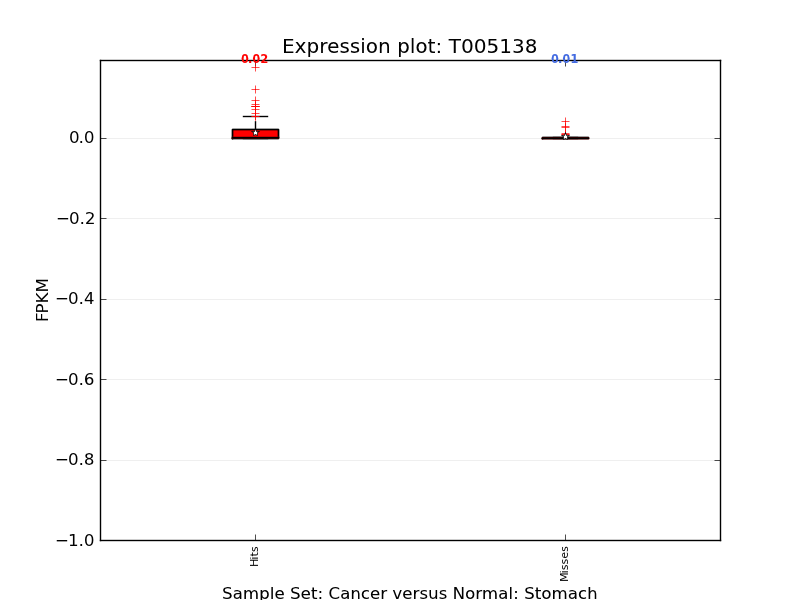 Expression plot: T005138
0.02
0.01
0.0
−0.2
−0.4
−0.6
−0.8
−1.0
FPKM
Hits
Misses
Sample Set: Cancer versus Normal: Stomach